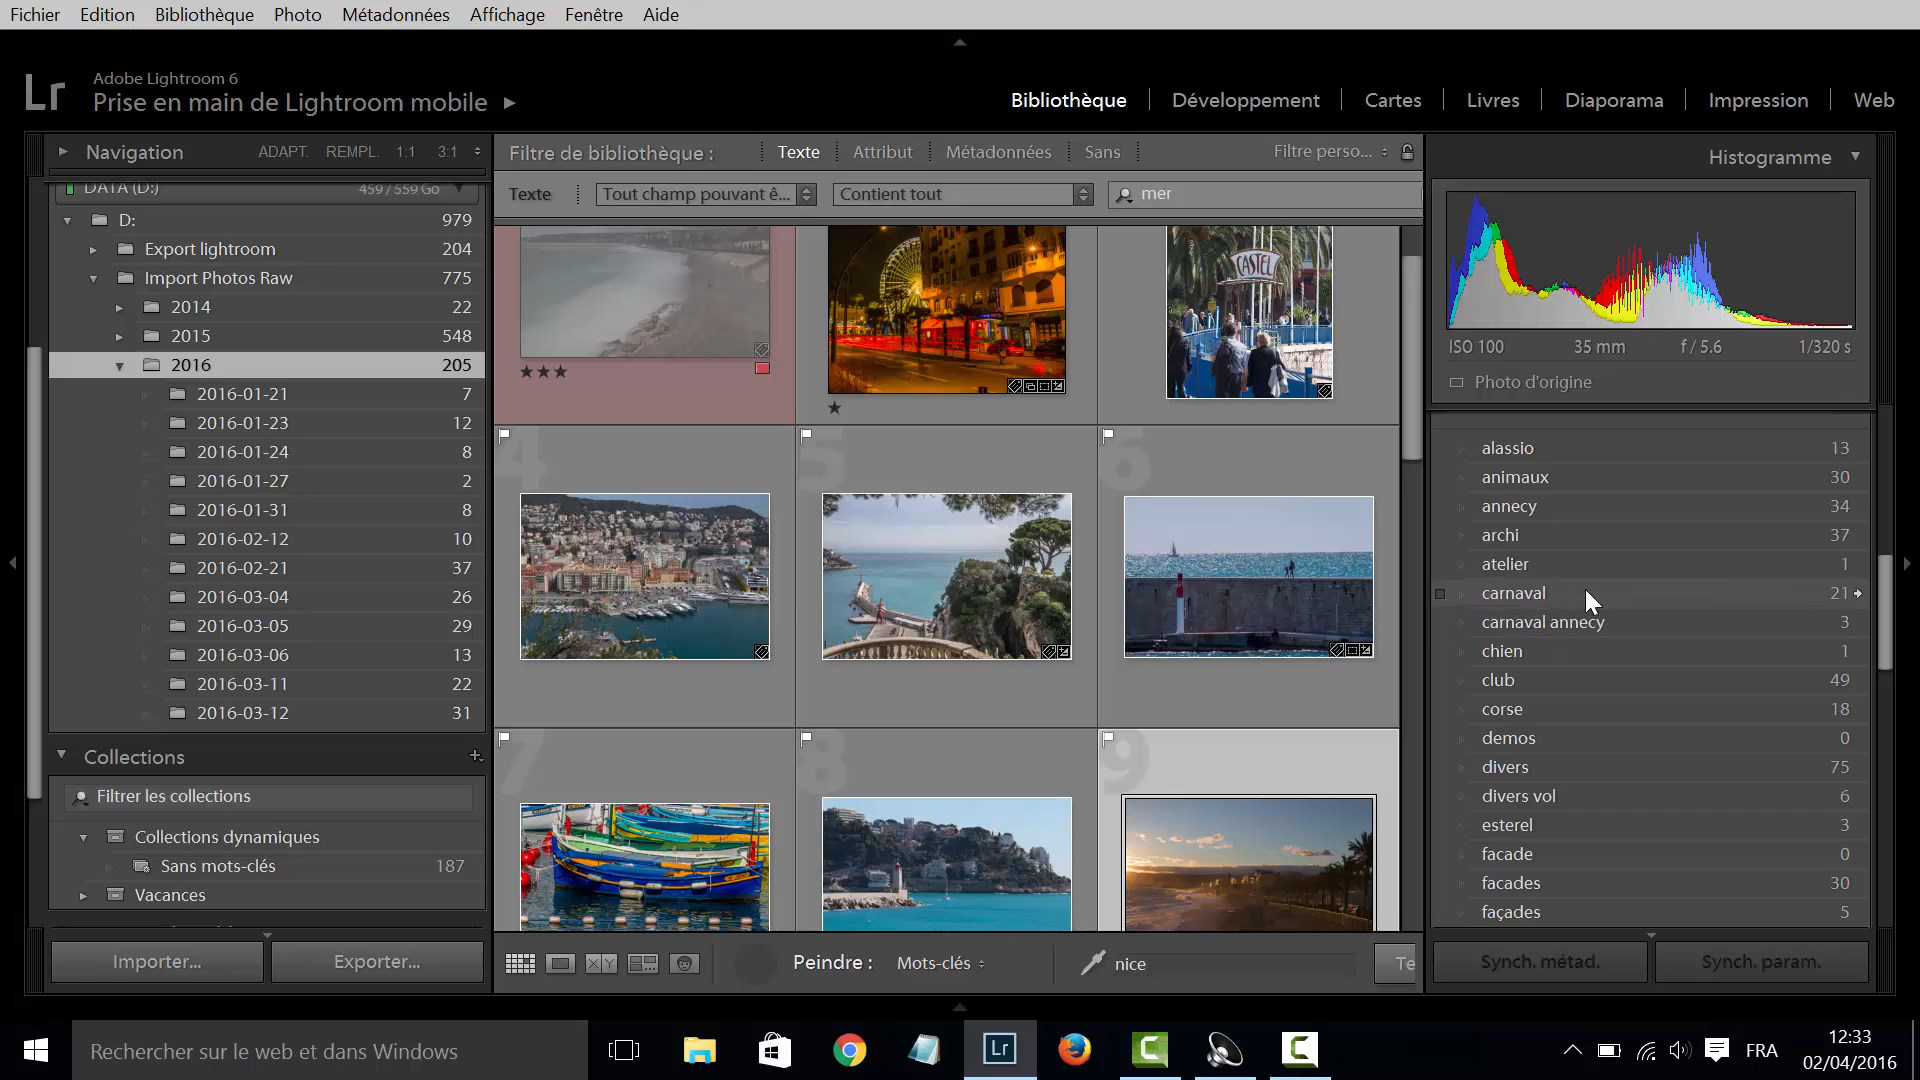 Fichier Edition Bibliothèque Photo Métadonnées Affichage Fenêtre Aide
Lr
Adobe Lightroom 6
Prise en main de Lightroom mobile
Bibliothèque Développement Cartes Livres Diaporama Impression Web
Navigation ADAPT. REMPL. 1:1 3:1
DATA (D:) 459 / 559 Go
D: 979
Export lightroom 204
Import Photos Raw 775
2014 22
2015 548
2016 205
2016-01-21 7
2016-01-23 12
2016-01-24 8
2016-01-27 2
2016-01-31 8
2016-02-12 10
2016-02-21 37
2016-03-04 26
2016-03-05 29
2016-03-06 13
2016-03-11 22
2016-03-12 31
Collections
Filtrer les collections
Collections dynamiques
Sans mots-clés 187
Vacances
Importer... Exporter...
Filtre de bibliothèque : Texte Attribut Métadonnées Sans Filtre perso...
Texte Tout champ pouvant ê... Contient tout mer
CASTEL
4 5 6
7 8 9
Peindre : Mots-clés nice Te
Histogramme
ISO 100 35 mm f / 5.6 1/320 s
Photo d'origine
alassio 13
animaux 30
annecy 34
archi 37
atelier 1
carnaval 21
carnaval annecy 3
chien 1
club 49
corse 18
demos 0
divers 75
divers vol 6
esterel 3
facade 0
facades 30
façades 5
Synch. métad. Synch. param.
Rechercher sur le web et dans Windows
Lr
FRA
12:33
02/04/2016